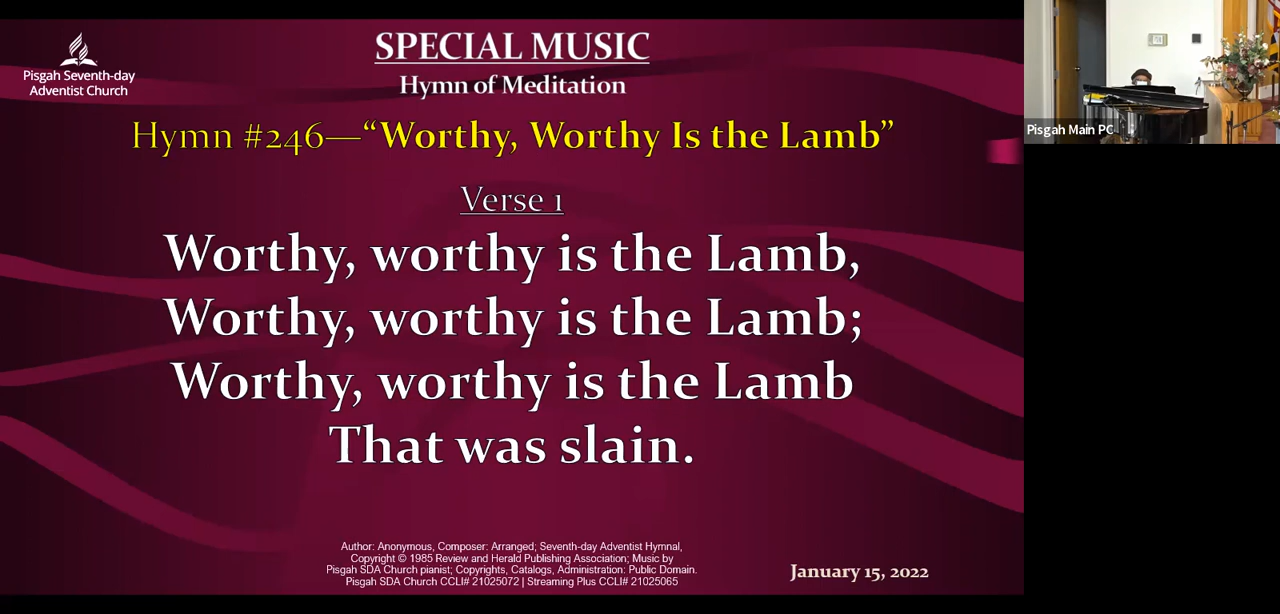 Pisgah Seventh-day
Adventist Church
SPECIAL MUSIC
Hymn of Meditation
Hymn #246—“Worthy, Worthy Is the Lamb”
Verse 1
Worthy, worthy is the Lamb,
Worthy, worthy is the Lamb;
Worthy, worthy is the Lamb
That was slain.
Author: Anonymous, Composer: Arranged; Seventh-day Adventist Hymnal,
Copyright © 1985 Review and Herald Publishing Association; Music by
Pisgah SDA Church pianist; Copyrights, Catalogs, Administration: Public Domain.
Pisgah SDA Church CCLI# 21025072 | Streaming Plus CCLI# 21025065
January 15, 2022
Pisgah Main PC